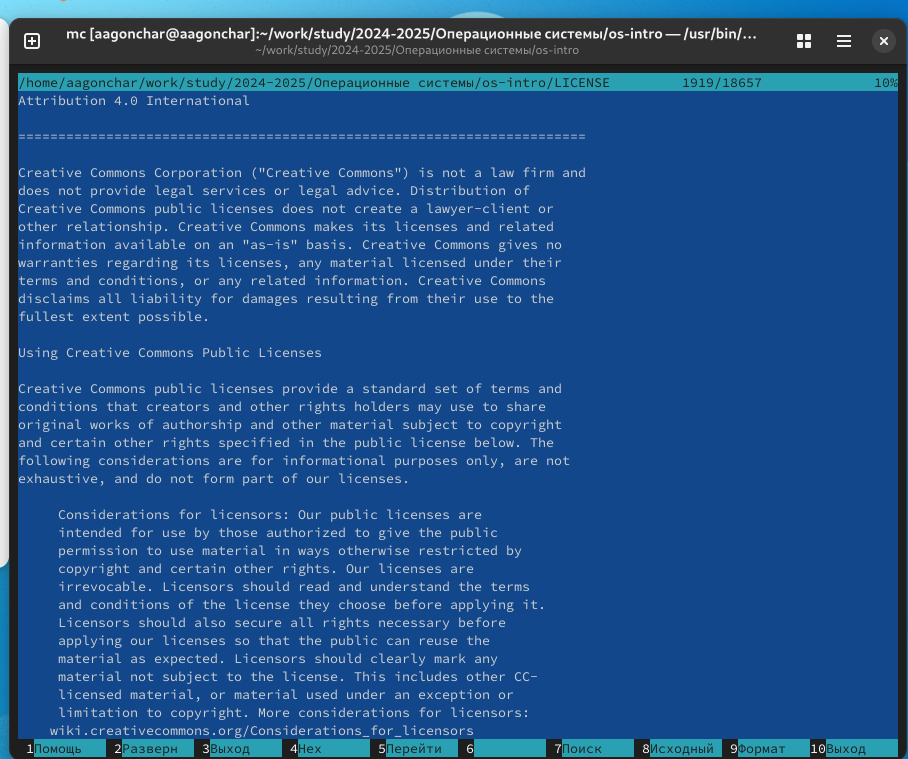 mc [aagonchar@aagonchar]:~/work/study/2024-2025/Операционные системы/os-intro — /usr/bin/...
~/work/study/2024-2025/Операционные системы/os-intro
/home/aagonchar/work/study/2024-2025/Операционные системы/os-intro/LICENSE 1919/18657 10%
Attribution 4.0 International
=======================================================================
Creative Commons Corporation ("Creative Commons") is not a law firm and
does not provide legal services or legal advice. Distribution of
Creative Commons public licenses does not create a lawyer-client or
other relationship. Creative Commons makes its licenses and related
information available on an "as-is" basis. Creative Commons gives no
warranties regarding its licenses, any material licensed under their
terms and conditions, or any related information. Creative Commons
disclaims all liability for damages resulting from their use to the
fullest extent possible.
Using Creative Commons Public Licenses
Creative Commons public licenses provide a standard set of terms and
conditions that creators and other rights holders may use to share
original works of authorship and other material subject to copyright
and certain other rights specified in the public license below. The
following considerations are for informational purposes only, are not
exhaustive, and do not form part of our licenses.
Considerations for licensors: Our public licenses are
intended for use by those authorized to give the public
permission to use material in ways otherwise restricted by
copyright and certain other rights. Our licenses are
irrevocable. Licensors should read and understand the terms
and conditions of the license they choose before applying it.
Licensors should also secure all rights necessary before
applying our licenses so that the public can reuse the
material as expected. Licensors should clearly mark any
material not subject to the license. This includes other CC-
licensed material, or material used under an exception or
limitation to copyright. More considerations for licensors:
wiki.creativecommons.org/Considerations_for_licensors
1Помощь 2Разверн 3Выход 4Hex 5Перейти 6 7Поиск 8Исходный 9Формат 10Выход